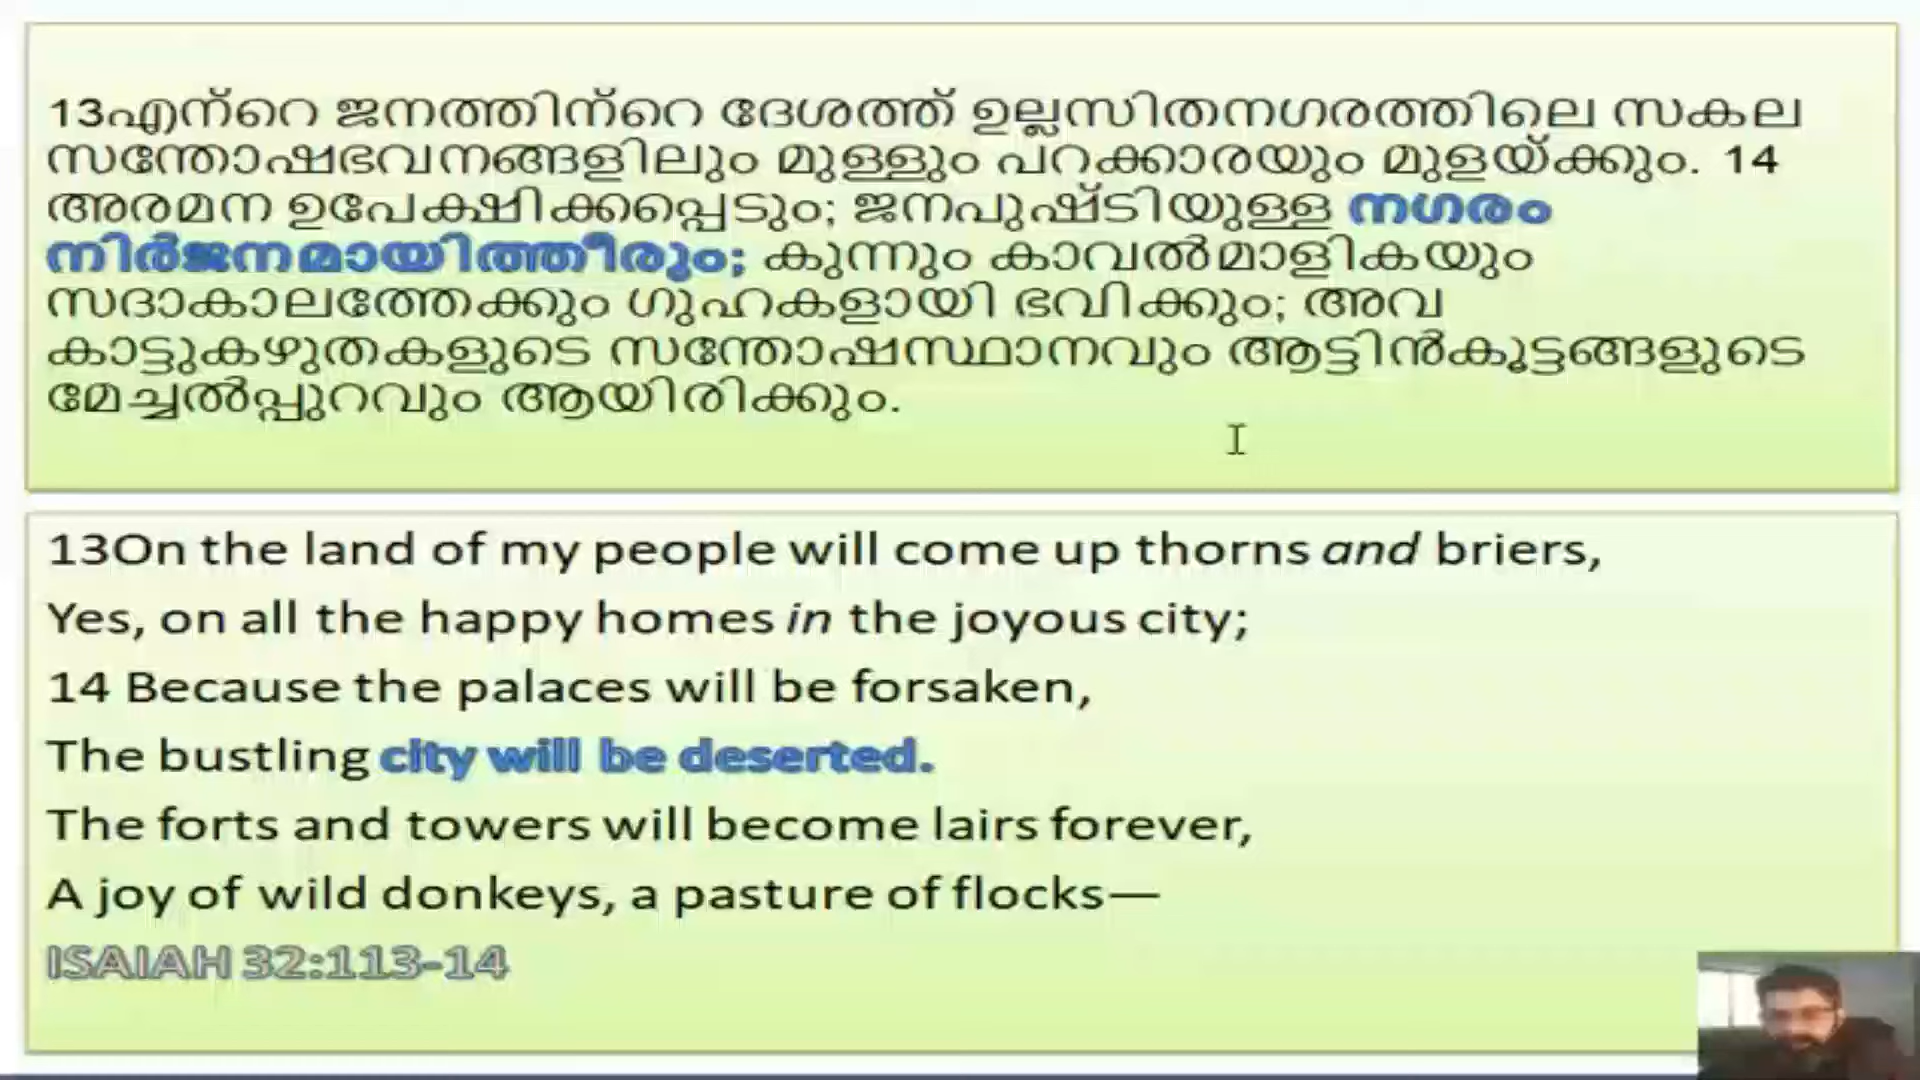 13എന്റെ ജനത്തിന്റെ ദേശത്ത് ഉല്ലസിതനഗരത്തിലെ സകല
സന്തോഷഭവനങ്ങളിലും മുള്ളും പറക്കാരയും മുളയ്ക്കും. 14
അരമന ഉപേക്ഷിക്കപ്പെടും; ജനപുഷ്ടിയുള്ള നഗരം
നിർജനമായിത്തീരും; കുന്നും കാവൽമാളികയും
സദാകാലത്തേക്കും ഗുഹകളായി ഭവിക്കും; അവ
കാട്ടുകഴുതകളുടെ സന്തോഷസ്ഥാനവും ആട്ടിൻകൂട്ടങ്ങളുടെ
മേച്ചൽപ്പുറവും ആയിരിക്കും.
13On the land of my people will come up thorns and briers,
Yes, on all the happy homes in the joyous city;
14 Because the palaces will be forsaken,
The bustling city will be deserted.
The forts and towers will become lairs forever,
A joy of wild donkeys, a pasture of flocks—
ISAIAH 32:113-14